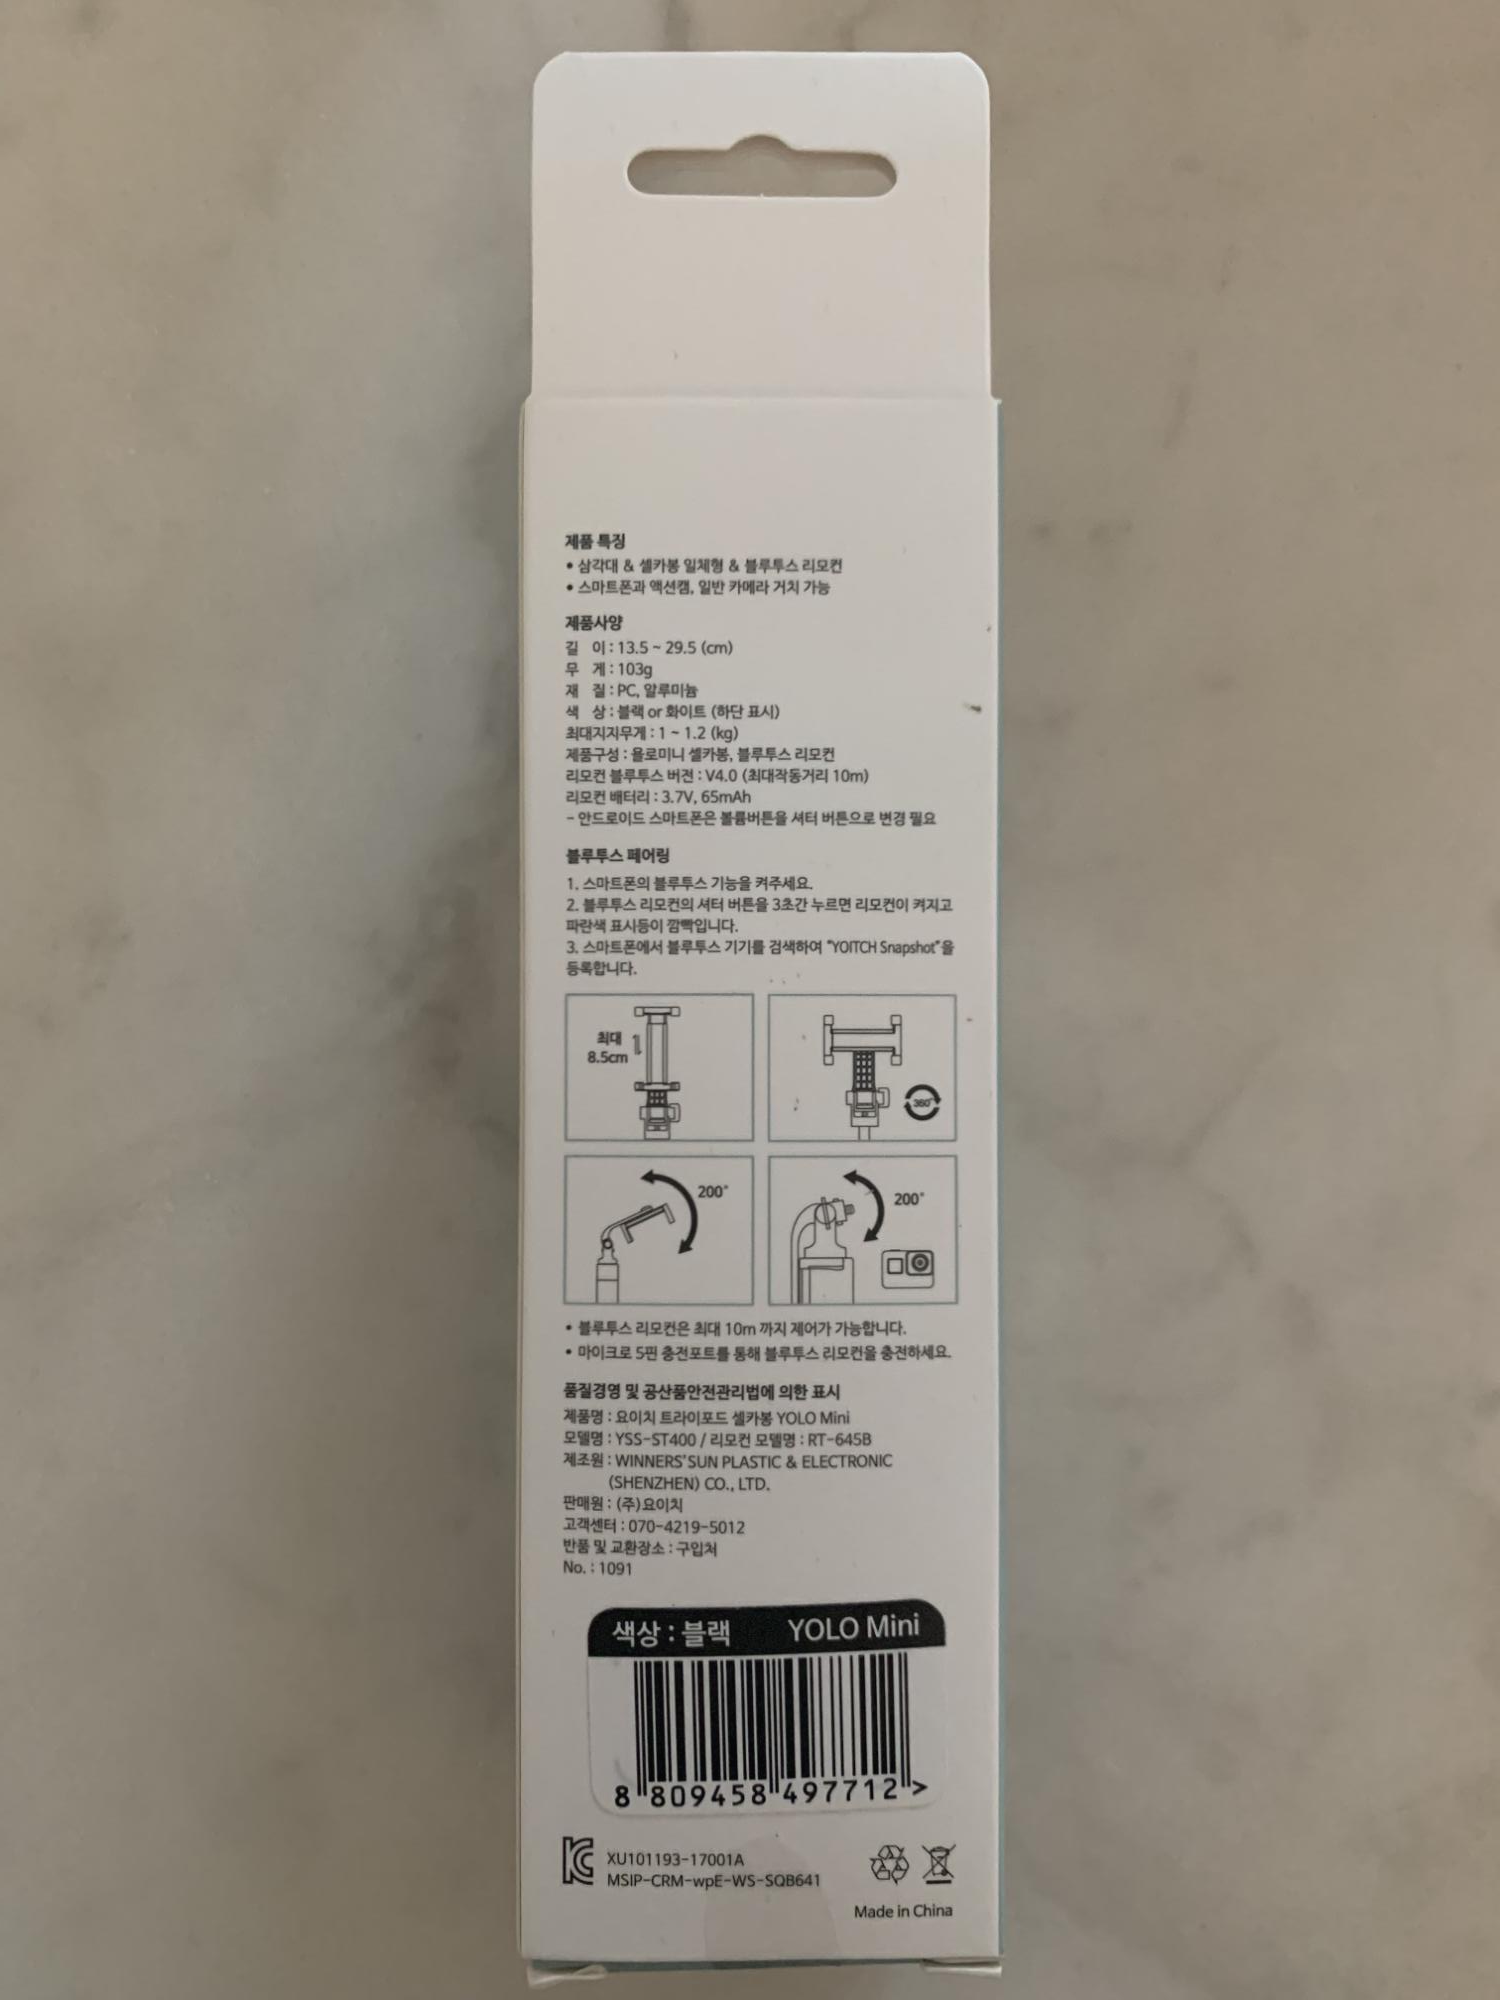 제품 특징
• 삼각대 & 셀카봉 일체형 & 블루투스 리모컨
• 스마트폰과 액션캠, 일반 카메라 거치 가능
제품사양
길 이 : 13.5 ~ 29.5 (cm)
무 게 : 103g
재 질 : PC, 알루미늄
색 상 : 블랙 or 화이트 (하단 표시)
최대지지무게 : 1 ~ 1.2 (kg)
제품구성 : 욜로미니 셀카봉, 블루투스 리모컨
리모컨 블루투스 버젼 : V4.0 (최대작동거리 10m)
리모컨 배터리 : 3.7V, 65mAh
- 안드로이드 스마트폰은 볼륨버튼을 셔터 버튼으로 변경 필요
블루투스 페어링
1. 스마트폰의 블루투스 기능을 켜주세요.
2. 블루투스 리모컨의 셔터 버튼을 3초간 누르면 리모컨이 켜지고
파란색 표시등이 깜빡입니다.
3. 스마트폰에서 블루투스 기기를 검색하여 "YOITCH Snapshot"을
등록합니다.
최대
8.5cm
360°
200°
200°
• 블루투스 리모컨은 최대 10m 까지 제어가 가능합니다.
• 마이크로 5핀 충전포트를 통해 블루투스 리모컨을 충전하세요.
품질경영 및 공산품안전관리법에 의한 표시
제품명 : 요이치 트라이포드 셀카봉 YOLO Mini
모델명 : YSS-ST400 / 리모컨 모델명 : RT-645B
제조원 : WINNERS'SUN PLASTIC & ELECTRONIC
(SHENZHEN) CO., LTD.
판매원 : (주)요이치
고객센터 : 070-4219-5012
반품 및 교환장소 : 구입처
No. : 1091
색상 : 블랙 YOLO Mini
8 809458 497712 >
XU101193-17001A
MSIP-CRM-wpE-WS-SQB641
Made in China